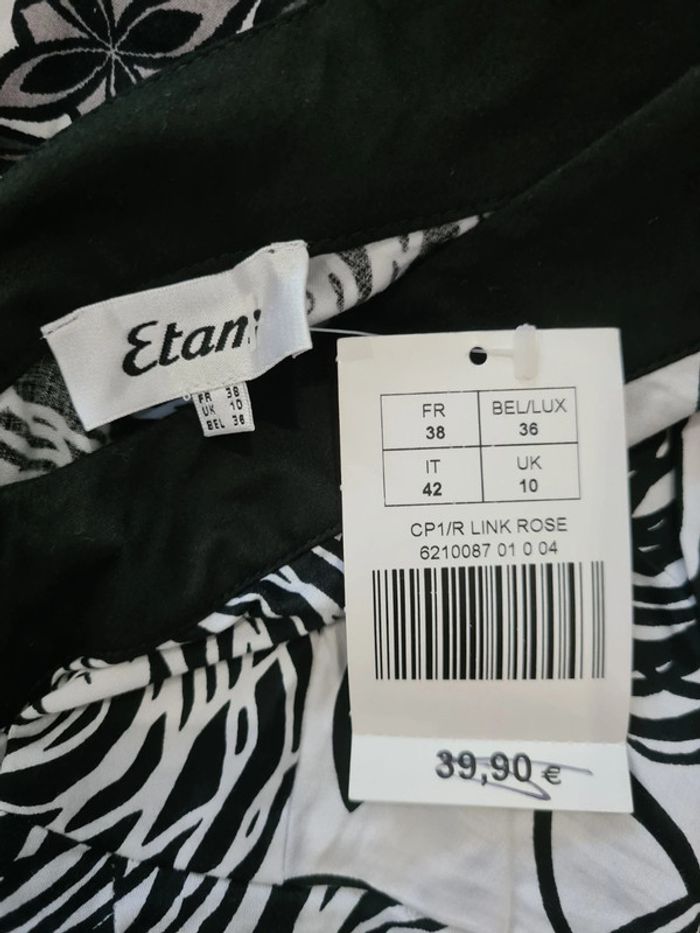 Etam
FR 38
UK 10
BEL 36
FR
38
BEL/LUX
36
IT
42
UK
10
CP1/R LINK ROSE
6210087 01 0 04
39,90 €